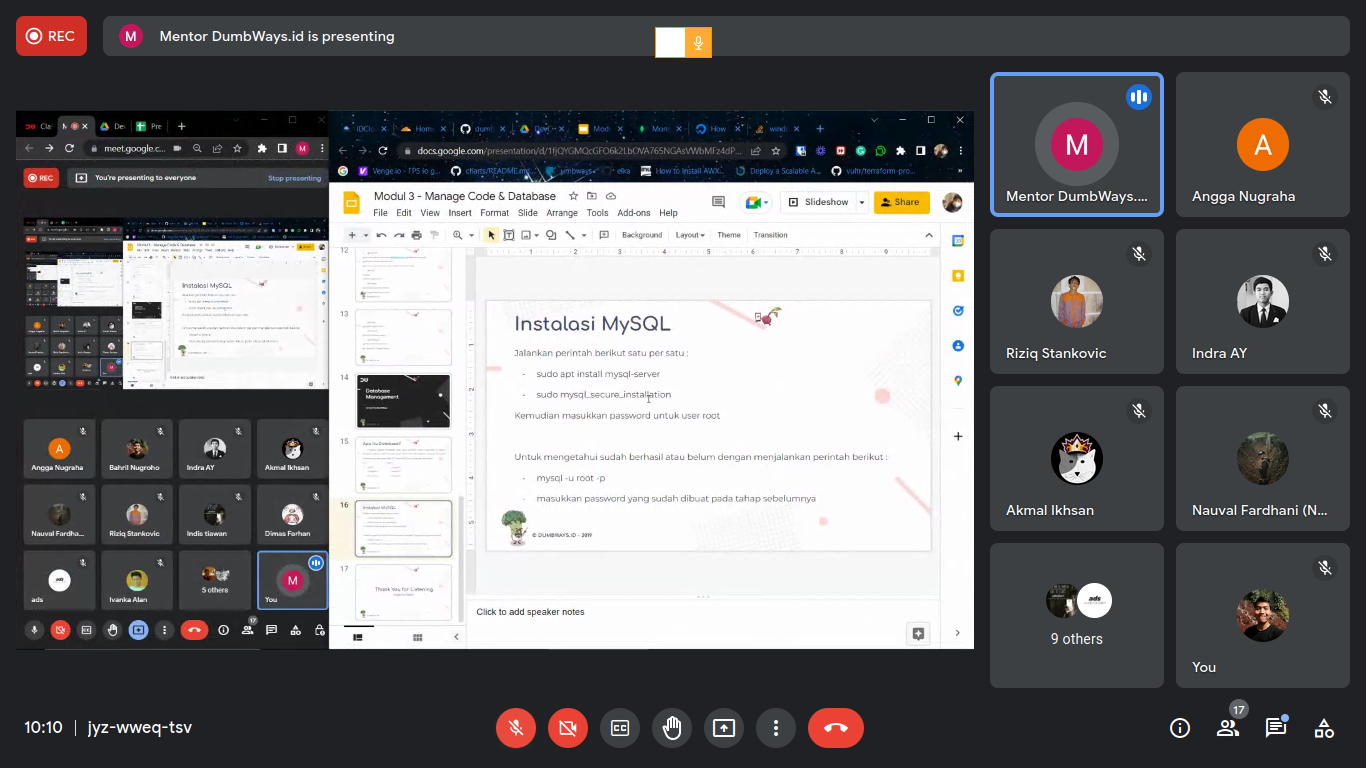 REC
M
Mentor DumbWays.id is presenting
meet.google.c...
REC
You're presenting to everyone
Stop presenting
Instalasi MySQL
Angga Nugraha
Bahril Nugroho
Indra AY
Akmal Ikhsan
Nauval Fardha...
Riziq Stankovic
Indis tiawan
Dimas Farhan
ads
Ivanka Alan
5 others
You
17
docs.google.com/presentation/d/
Venge.io - FPS io g...
charts/README.md...
elka
How to Install AWX...
Deploy a Scalable A...
vultr/terraform-pro...
Modul 3 - Manage Code & Database
File Edit View Insert Format Slide Arrange Tools Add-ons Help
Slideshow
Share
Background Layout Theme Transition
12
13
14
Database
Management
15
Apa Itu Database?
16
Instalasi MySQL
17
Thank You for Listening
Instalasi MySQL
Jalankan perintah berikut satu per satu :
- sudo apt install mysql-server
- sudo mysql_secure_installation
Kemudian masukkan password untuk user root
Untuk mengetahui sudah berhasil atau belum dengan menjalankan perintah berikut :
- mysql -u root -p
- masukkan password yang sudah dibuat pada tahap sebelumnya
© DUMBWAYS.ID - 2019
Click to add speaker notes
M
Mentor DumbWays....
A
Angga Nugraha
Riziq Stankovic
Indra AY
Akmal Ikhsan
Nauval Fardhani (N...
ads
9 others
You
10:10 | jyz-wweq-tsv
17